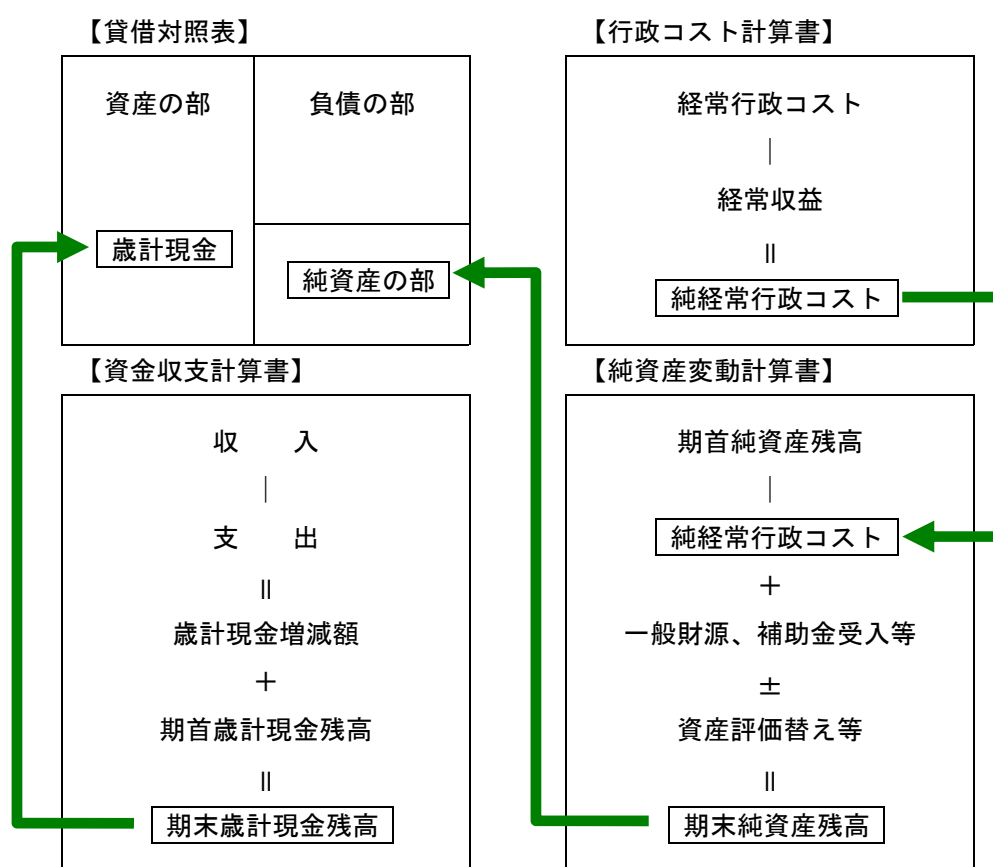 【貸借対照表】
資産の部
負債の部
歳計現金
純資産の部
【行政コスト計算書】
経常行政コスト
｜
経常収益
＝
純経常行政コスト
【資金収支計算書】
収　　入
｜
支　　出
＝
歳計現金増減額
＋
期首歳計現金残高
＝
期末歳計現金残高
【純資産変動計算書】
期首純資産残高
｜
純経常行政コスト
＋
一般財源、補助金受入等
±
資産評価替え等
＝
期末純資産残高